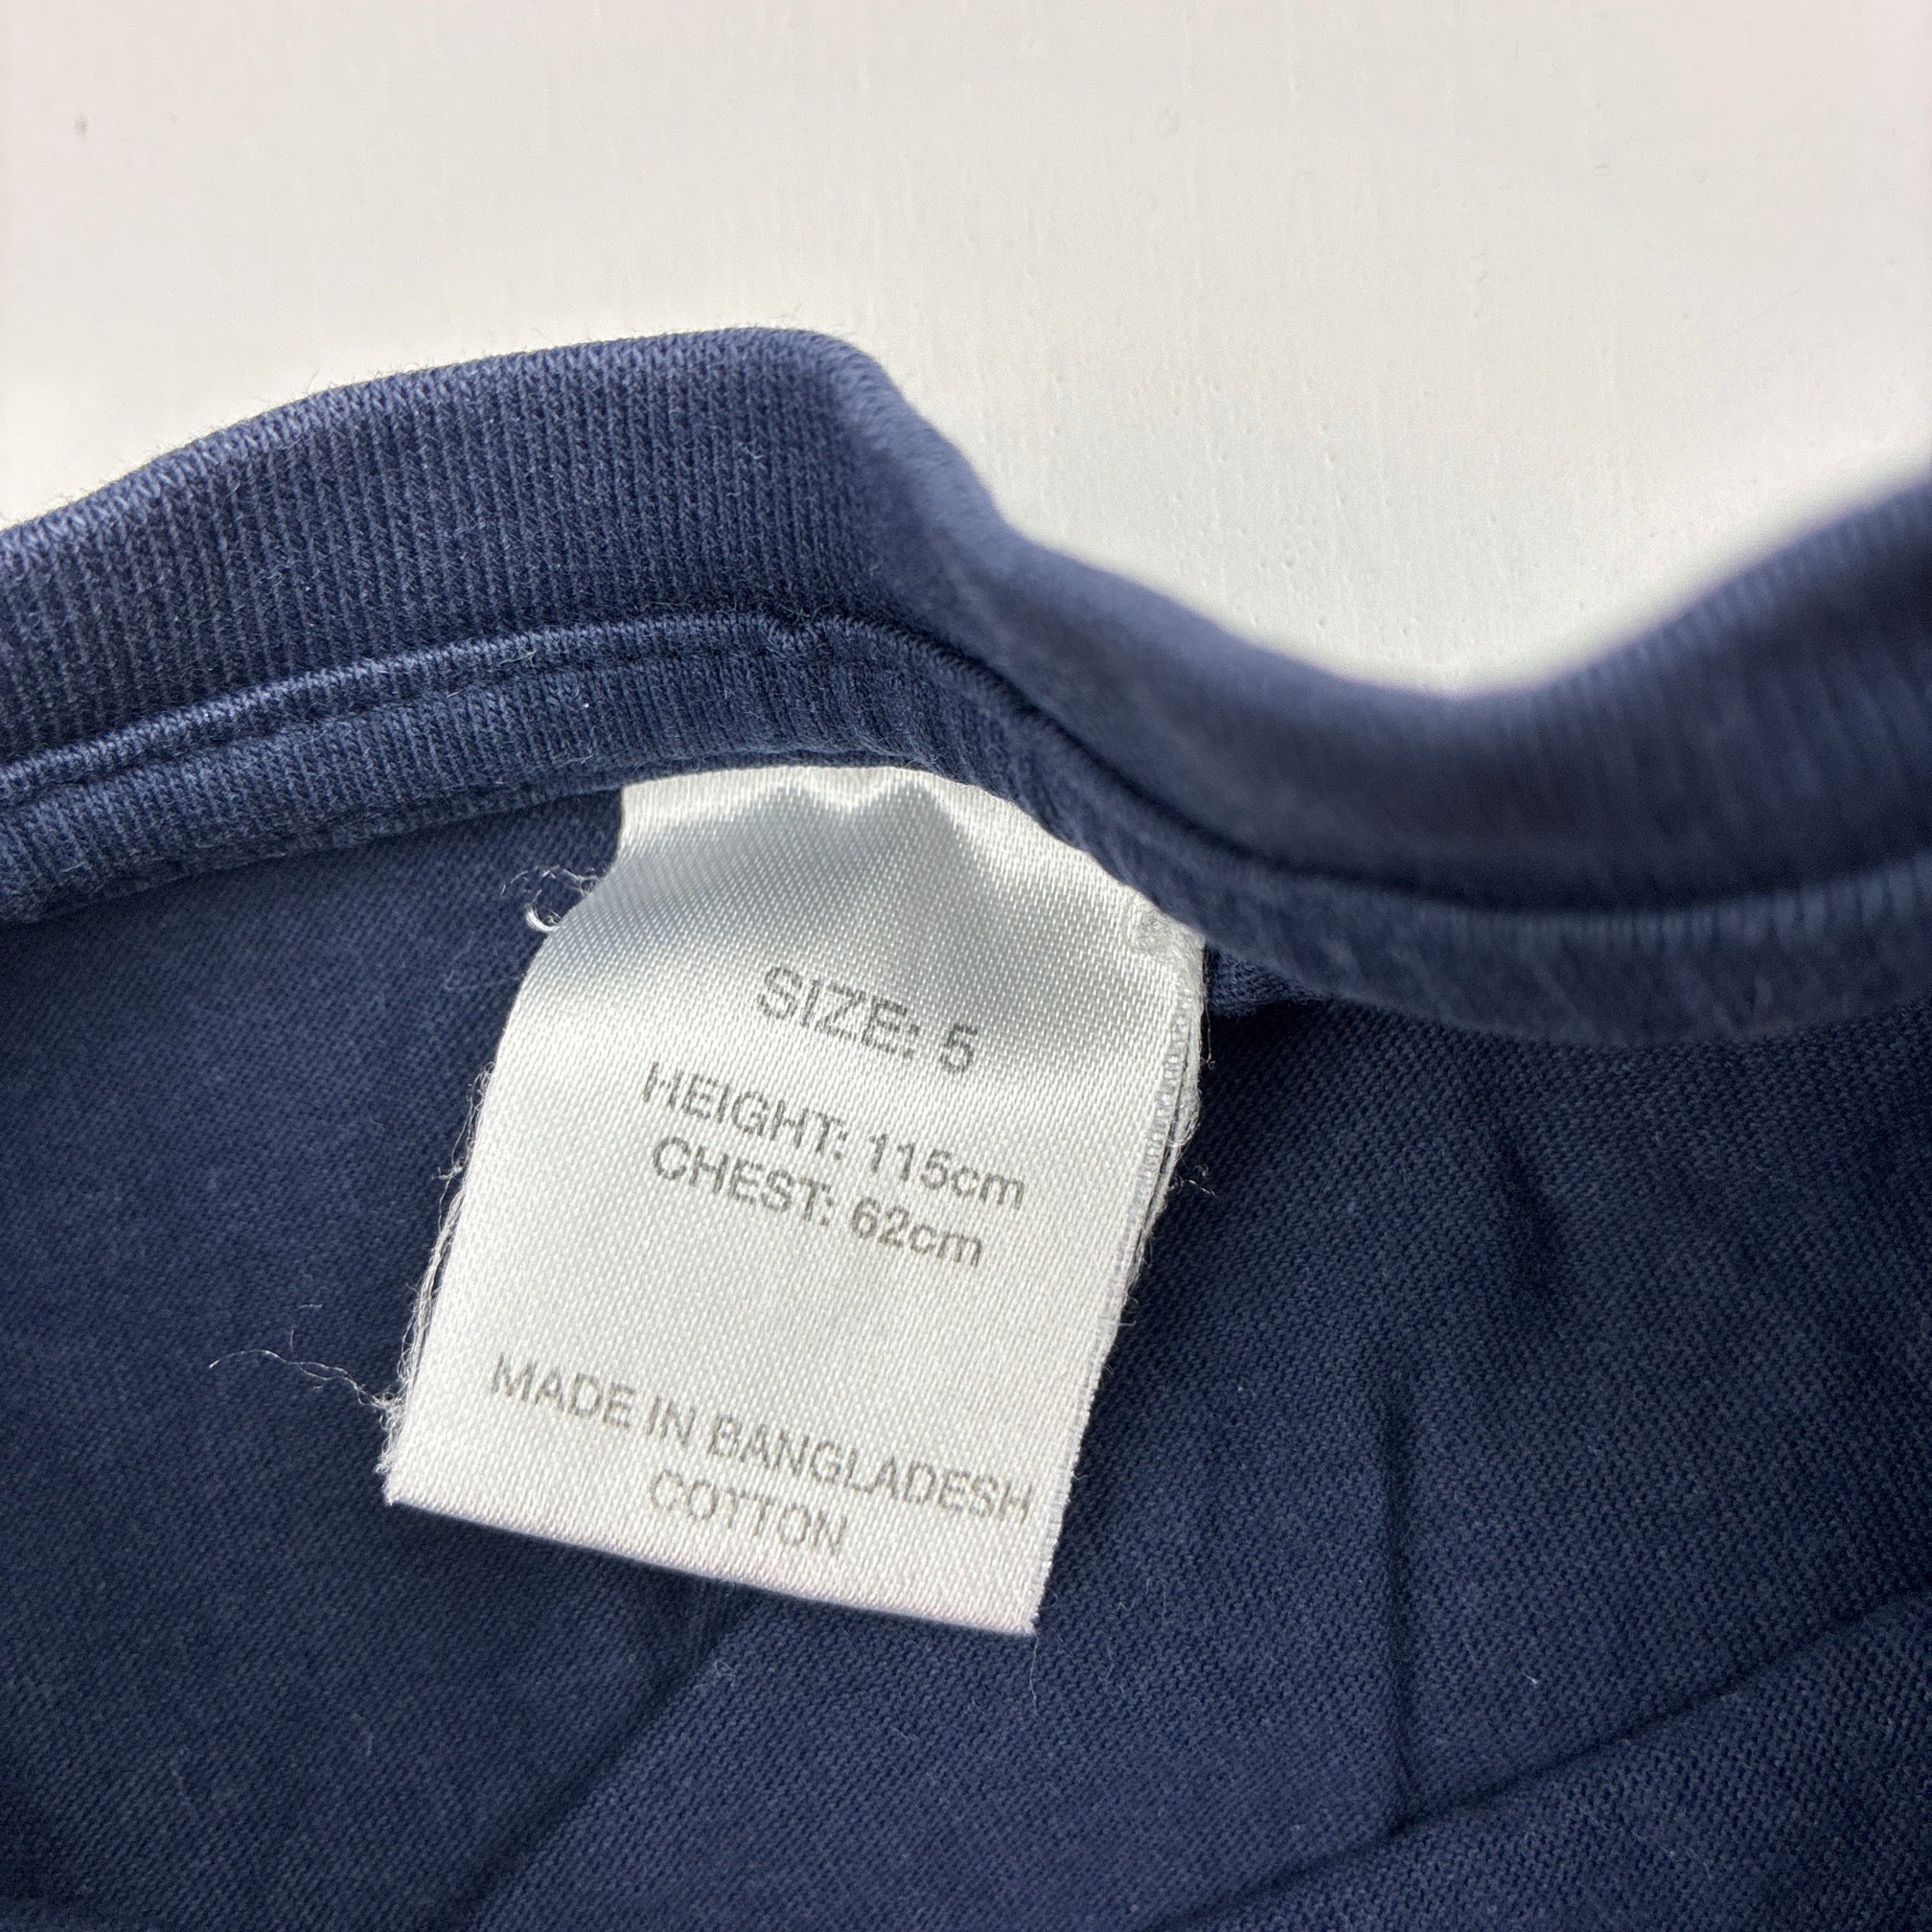 SIZE: 5
HEIGHT: 115cm
CHEST: 62cm
MADE IN BANGLADESH
COTTON